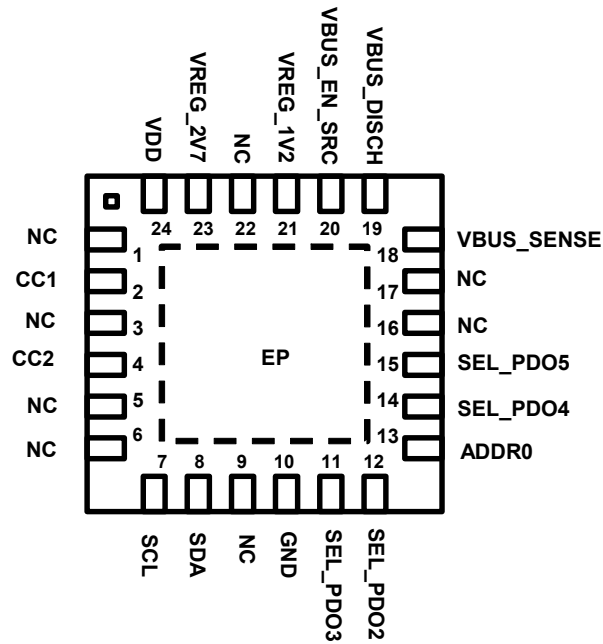 VDD
VREG_2V7
NC
VREG_1V2
VBUS_EN_SRC
VBUS_DISCH
24 23 22 21 20 19
NC 1
CC1 2
NC 3
CC2 4
NC 5
NC 6
EP
18 VBUS_SENSE
17 NC
16 NC
15 SEL_PDO5
14 SEL_PDO4
13 ADDR0
7 8 9 10 11 12
SCL
SDA
NC
GND
SEL_PDO3
SEL_PDO2